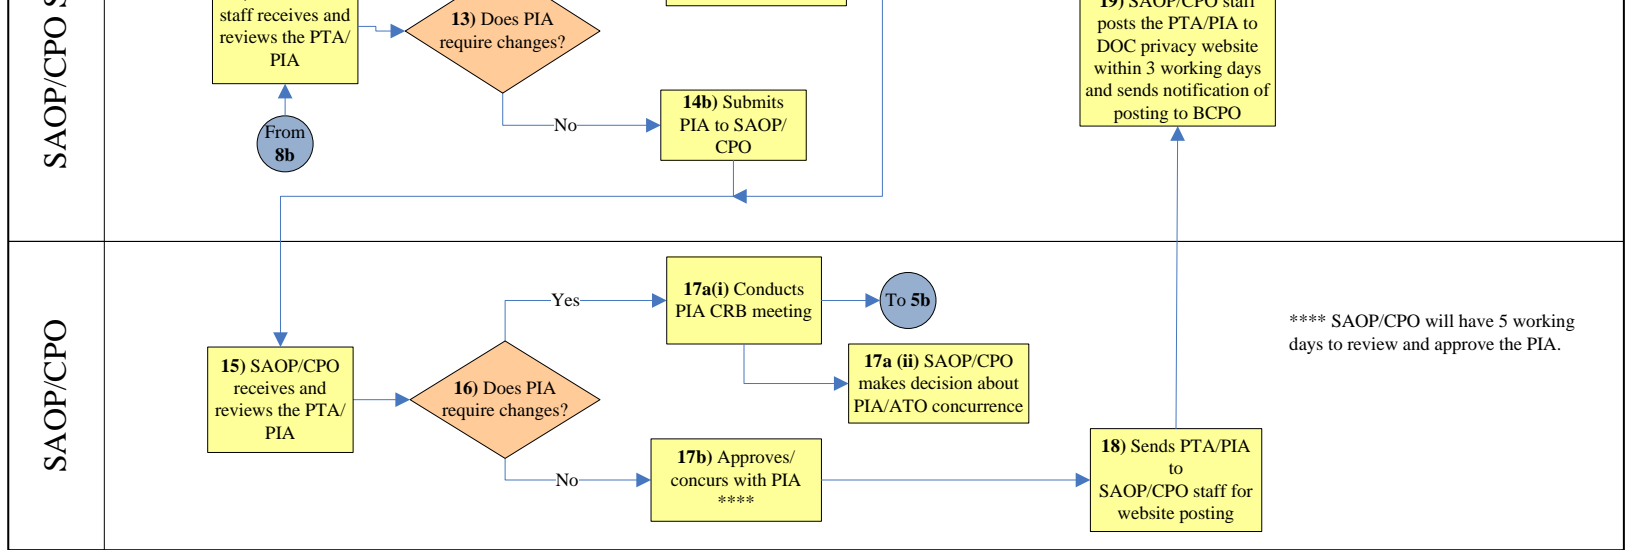 SAOP/CPO S
staff receives and
reviews the PTA/
PIA
13) Does PIA
require changes?
19) SAOP/CPO staff
posts the PTA/PIA to
DOC privacy website
within 3 working days
and sends notification of
posting to BCPO
From
8b
No
14b) Submits
PIA to SAOP/
CPO
SAOP/CPO
15) SAOP/CPO
receives and
reviews the PTA/
PIA
16) Does PIA
require changes?
Yes
17a(i) Conducts
PIA CRB meeting
To 5b
17a (ii) SAOP/CPO
makes decision about
PIA/ATO concurrence
No
17b) Approves/
concurs with PIA
****
18) Sends PTA/PIA
to
SAOP/CPO staff for
website posting
**** SAOP/CPO will have 5 working
days to review and approve the PIA.